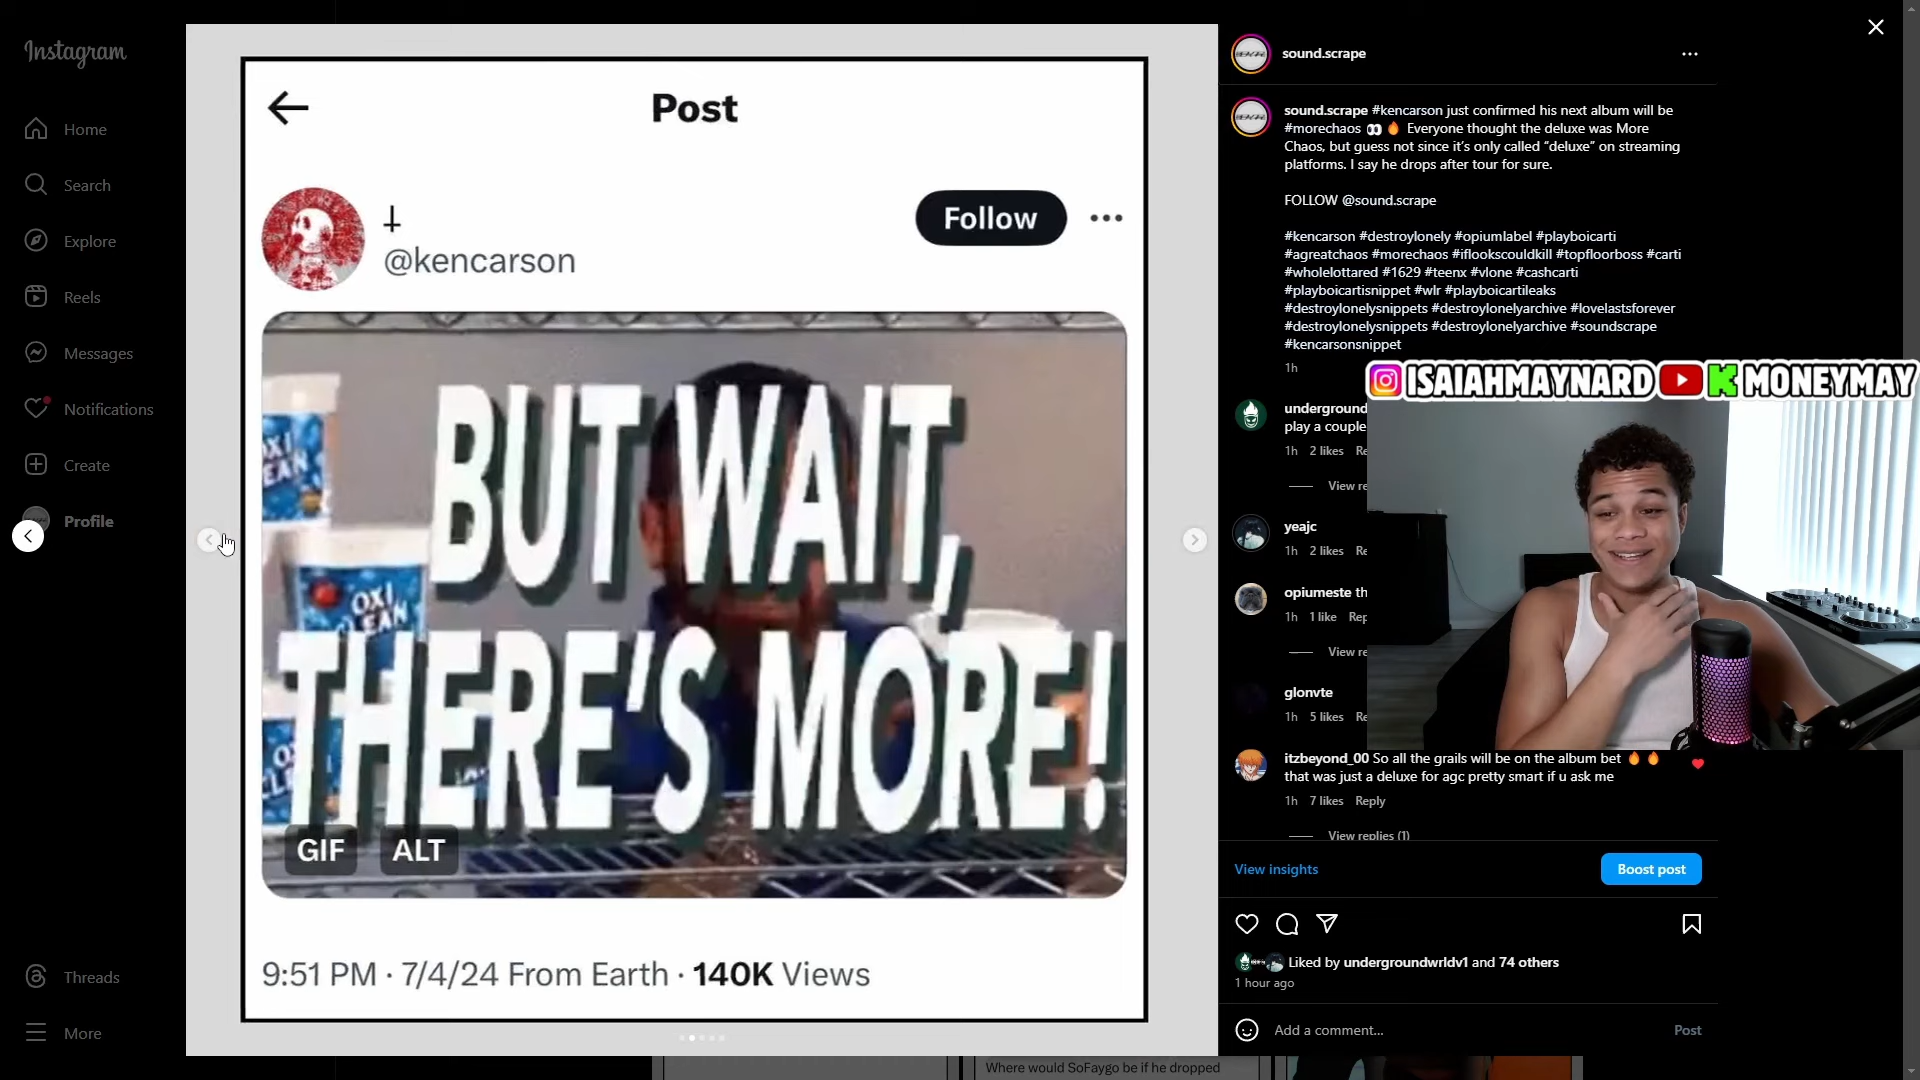 Instagram
Home
Search
Explore
Reels
Messages
Notifications
Create
Profile
Threads
More
Post
@kencarson
Follow
BUT WAIT,
THERE'S MORE!
OXI
CLEAN
GIF ALT
9:51 PM · 7/4/24 From Earth · 140K Views
sound.scrape
sound.scrape #kencarson just confirmed his next album will be
#morechaos 👀 🔥 Everyone thought the deluxe was More
Chaos, but guess not since it's only called “deluxe” on streaming
platforms. I say he drops after tour for sure.
FOLLOW @sound.scrape
#kencarson #destroylonely #opiumlabel #playboicarti
#agreatchaos #morechaos #iflookscouldkill #topfloorboss #carti
#wholelottared #1629 #teenx #vlone #cashcarti
#playboicartisnippet #wlr #playboicartileaks
#destroylonelysnippets #destroylonelyarchive #lovelastsforever
#destroylonelysnippets #destroylonelyarchive #soundscrape
#kencarsonsnippet
1h
ISAIAHMAYNARD K MONEYMAY
underground
play a couple
1h 2 likes Re
View re
yeajc
1h 2 likes Re
opiumeste th
1h 1 like Rep
View re
glonvte
1h 5 likes Re
itzbeyond_00 So all the grails will be on the album bet 🔥 🔥
that was just a deluxe for agc pretty smart if u ask me
1h 7 likes Reply
View replies (1)
View insights
Boost post
Liked by undergroundwrldv1 and 74 others
1 hour ago
Add a comment...
Post
Where would SoFaygo be if he dropped